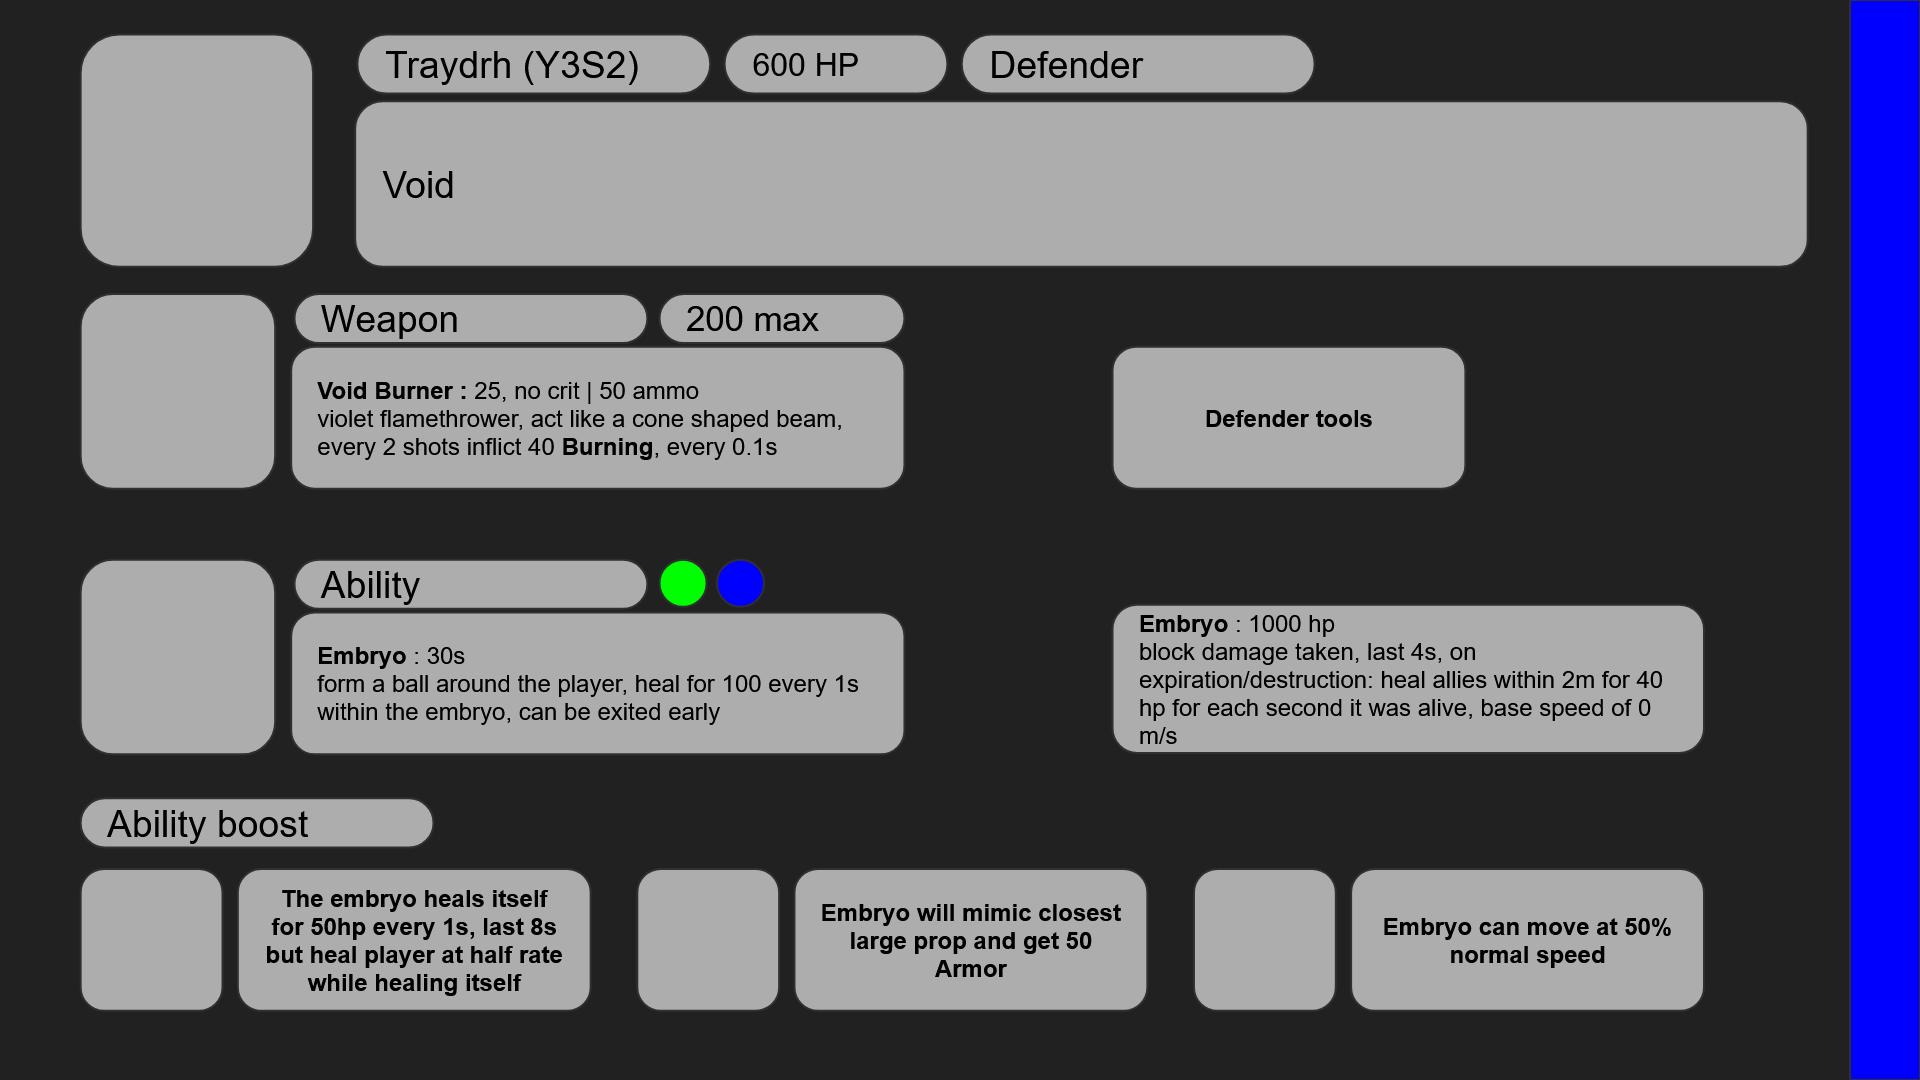 Traydrh (Y3S2)
600 HP
Defender
Void
Weapon
200 max
Void Burner : 25, no crit | 50 ammo
violet flamethrower, act like a cone shaped beam,
every 2 shots inflict 40 Burning, every 0.1s
Defender tools
Ability
Embryo : 30s
form a ball around the player, heal for 100 every 1s
within the embryo, can be exited early
Embryo : 1000 hp
block damage taken, last 4s, on
expiration/destruction: heal allies within 2m for 40
hp for each second it was alive, base speed of 0
m/s
Ability boost
The embryo heals itself
for 50hp every 1s, last 8s
but heal player at half rate
while healing itself
Embryo will mimic closest
large prop and get 50
Armor
Embryo can move at 50%
normal speed